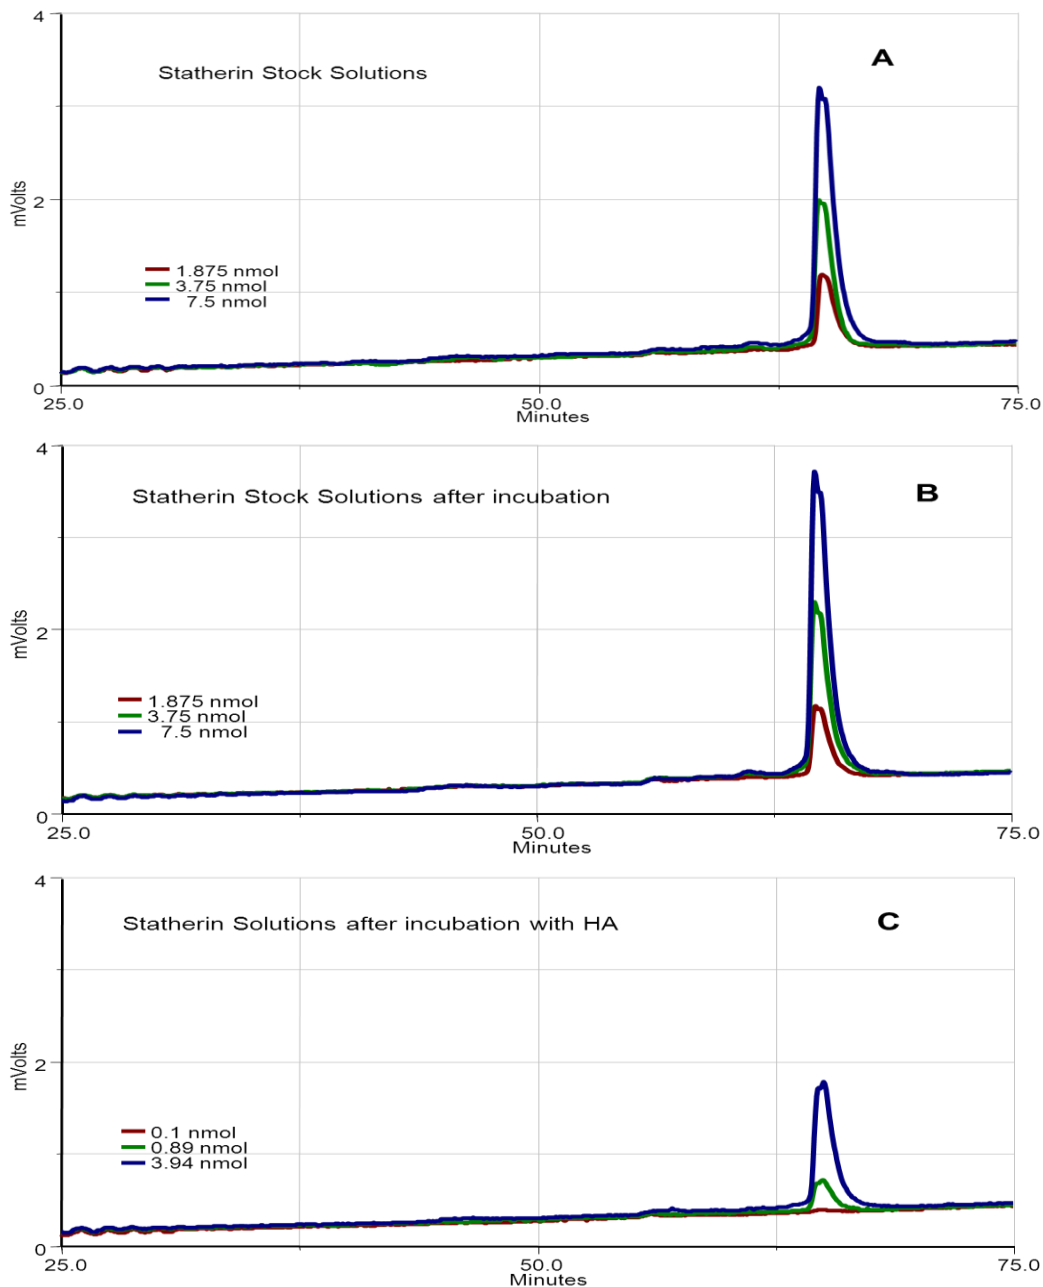 4
A
Statherin Stock Solutions
mVolts
2
1.875 nmol
3.75 nmol
7.5 nmol
0
25.0 50.0 75.0
Minutes
4
B
Statherin Stock Solutions after incubation
mVolts
2
1.875 nmol
3.75 nmol
7.5 nmol
0
25.0 50.0 75.0
Minutes
4
C
Statherin Solutions after incubation with HA
mVolts
2
0.1 nmol
0.89 nmol
3.94 nmol
0
25.0 50.0 75.0
Minutes